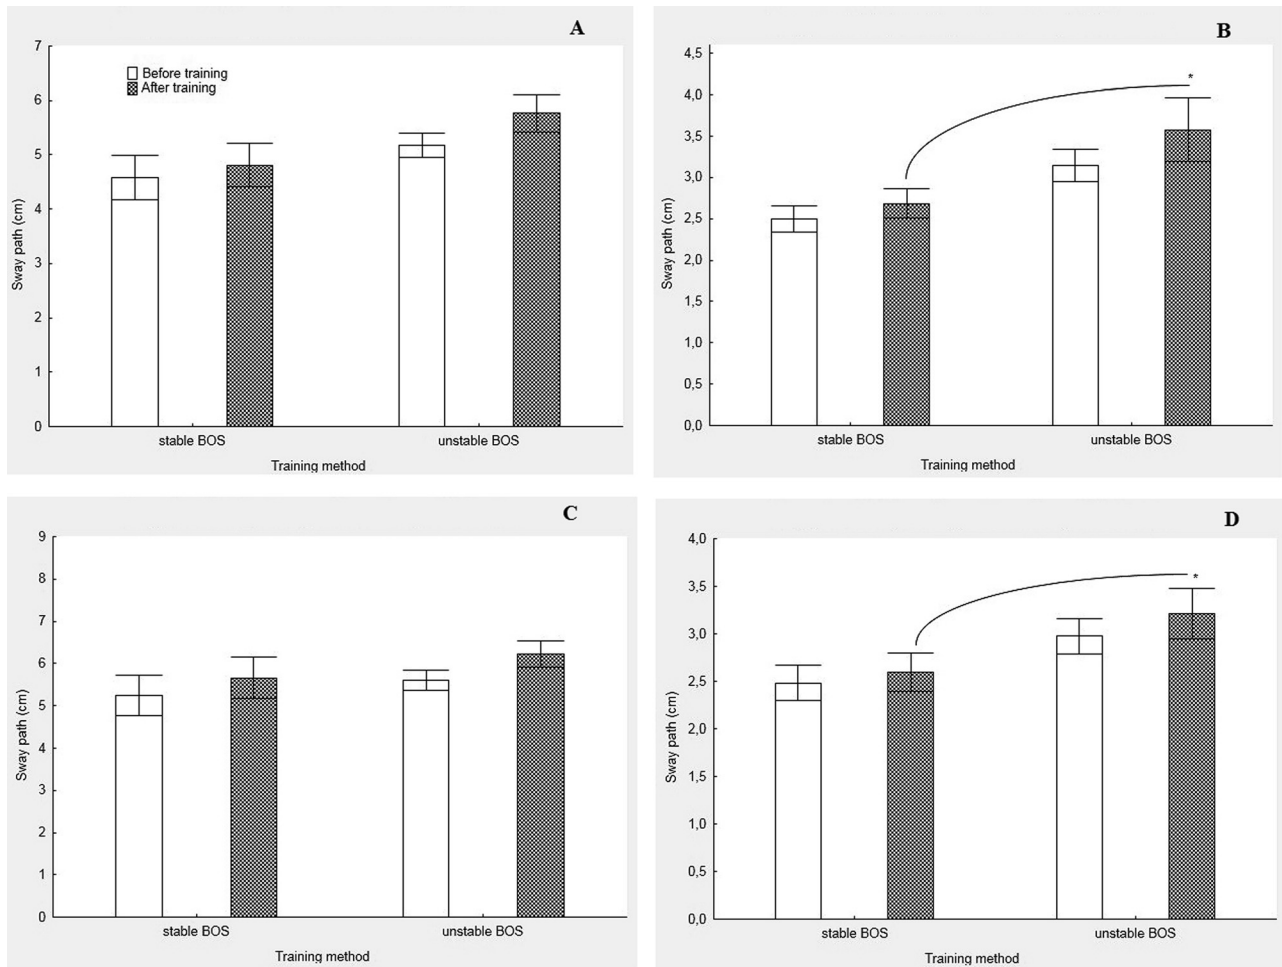 A
7
6
5
4
3
2
1
0
Before training
After training
Sway path (cm)
stable BOS
unstable BOS
Training method
B
4,5
4,0
3,5
3,0
2,5
2,0
1,5
1,0
0,5
0,0
*
Sway path (cm)
stable BOS
unstable BOS
Training method
C
9
8
7
6
5
4
3
2
1
0
Sway path (cm)
stable BOS
unstable BOS
Training method
D
4,0
3,5
3,0
2,5
2,0
1,5
1,0
0,5
0,0
*
Sway path (cm)
stable BOS
unstable BOS
Training method